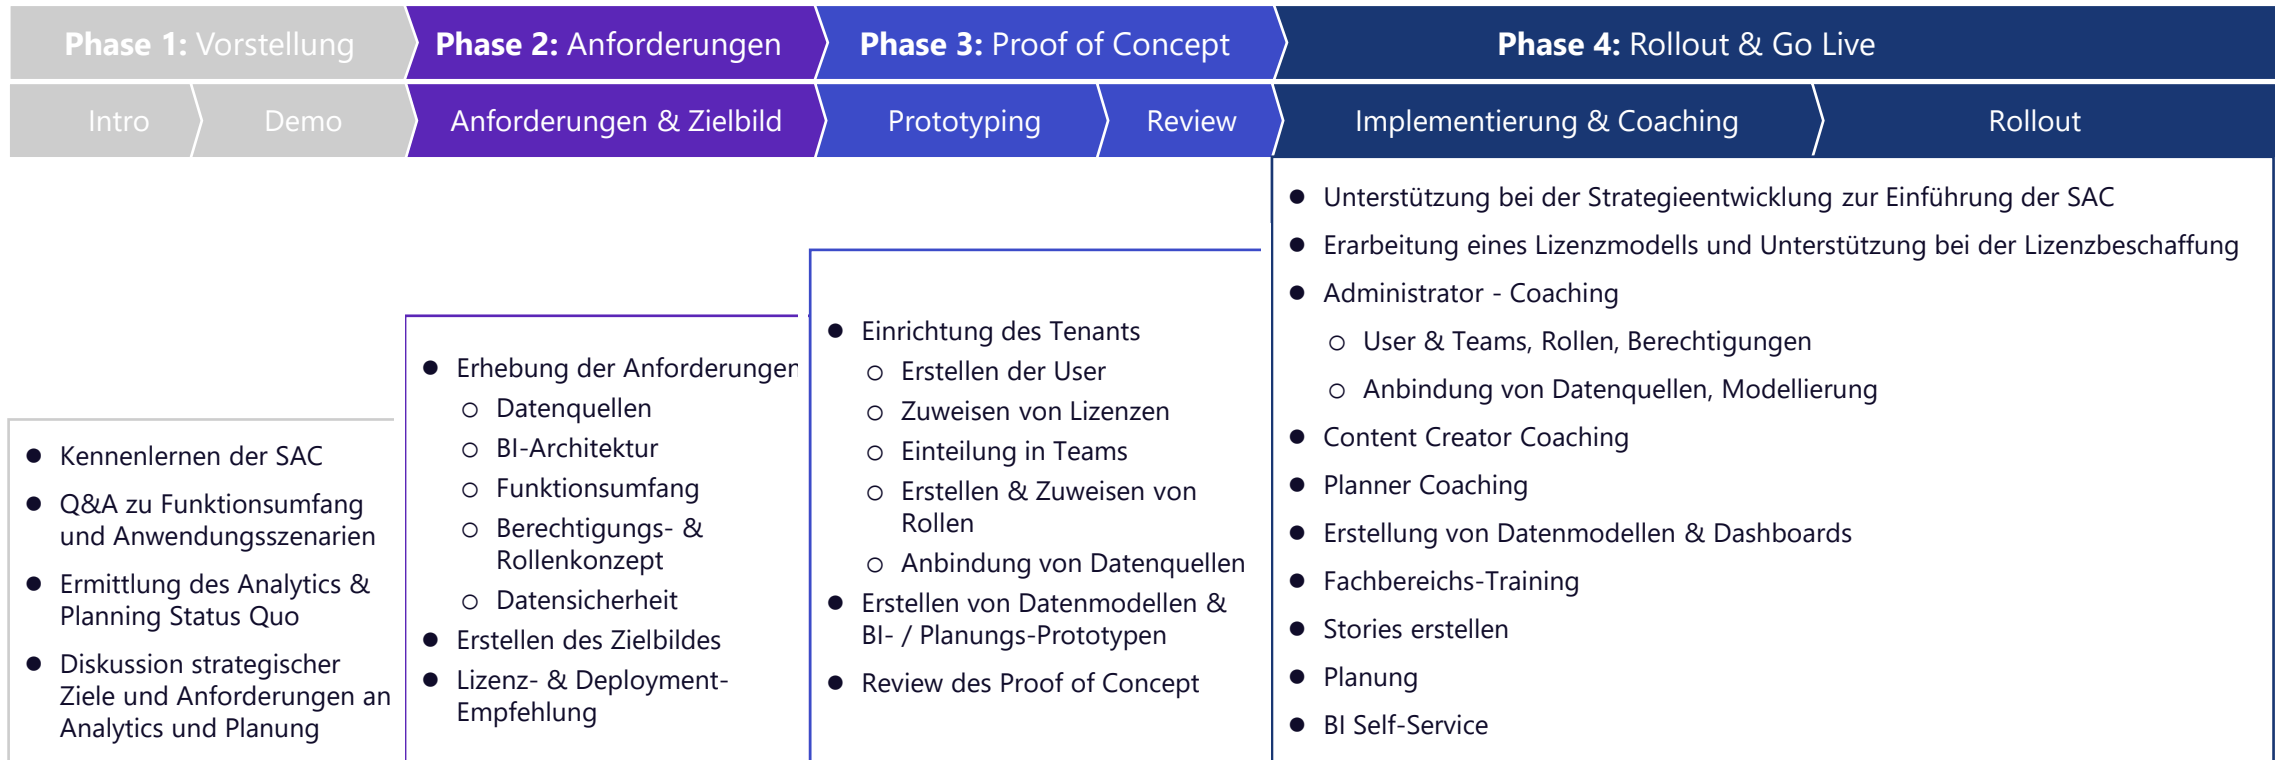 Phase 1: Vorstellung
Phase 2: Anforderungen
Phase 3: Proof of Concept
Phase 4: Rollout & Go Live
Intro
Demo
Anforderungen & Zielbild
Prototyping
Review
Implementierung & Coaching
Rollout
● Kennenlernen der SAC
● Q&A zu Funktionsumfang
und Anwendungsszenarien
● Ermittlung des Analytics &
Planning Status Quo
● Diskussion strategischer
Ziele und Anforderungen an
Analytics und Planung
● Erhebung der Anforderungen
○ Datenquellen
○ BI-Architektur
○ Funktionsumfang
○ Berechtigungs- &
Rollenkonzept
○ Datensicherheit
● Erstellen des Zielbildes
● Lizenz- & Deployment-
Empfehlung
● Einrichtung des Tenants
○ Erstellen der User
○ Zuweisen von Lizenzen
○ Einteilung in Teams
○ Erstellen & Zuweisen von
Rollen
○ Anbindung von Datenquellen
● Erstellen von Datenmodellen &
BI- / Planungs-Prototypen
● Review des Proof of Concept
● Unterstützung bei der Strategieentwicklung zur Einführung der SAC
● Erarbeitung eines Lizenzmodells und Unterstützung bei der Lizenzbeschaffung
● Administrator - Coaching
○ User & Teams, Rollen, Berechtigungen
○ Anbindung von Datenquellen, Modellierung
● Content Creator Coaching
● Planner Coaching
● Erstellung von Datenmodellen & Dashboards
● Fachbereichs-Training
● Stories erstellen
● Planung
● BI Self-Service